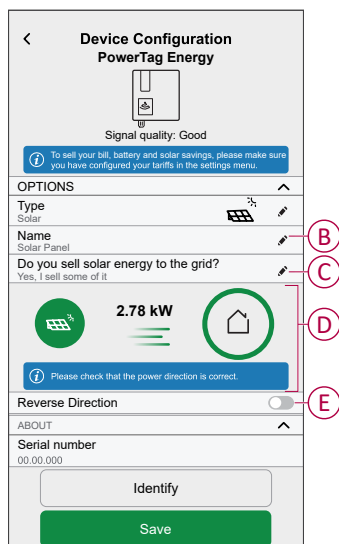 Device Configuration
PowerTag Energy
Signal quality: Good
To sell your bill, battery and solar savings, please make sure
you have configured your tariffs in the settings menu.
OPTIONS
Type
Solar
Name
Solar Panel
B
Do you sell solar energy to the grid?
Yes, I sell some of it
C
2.78 kW
D
Please check that the power direction is correct.
Reverse Direction
E
ABOUT
Serial number
00.00.000
Identify
Save